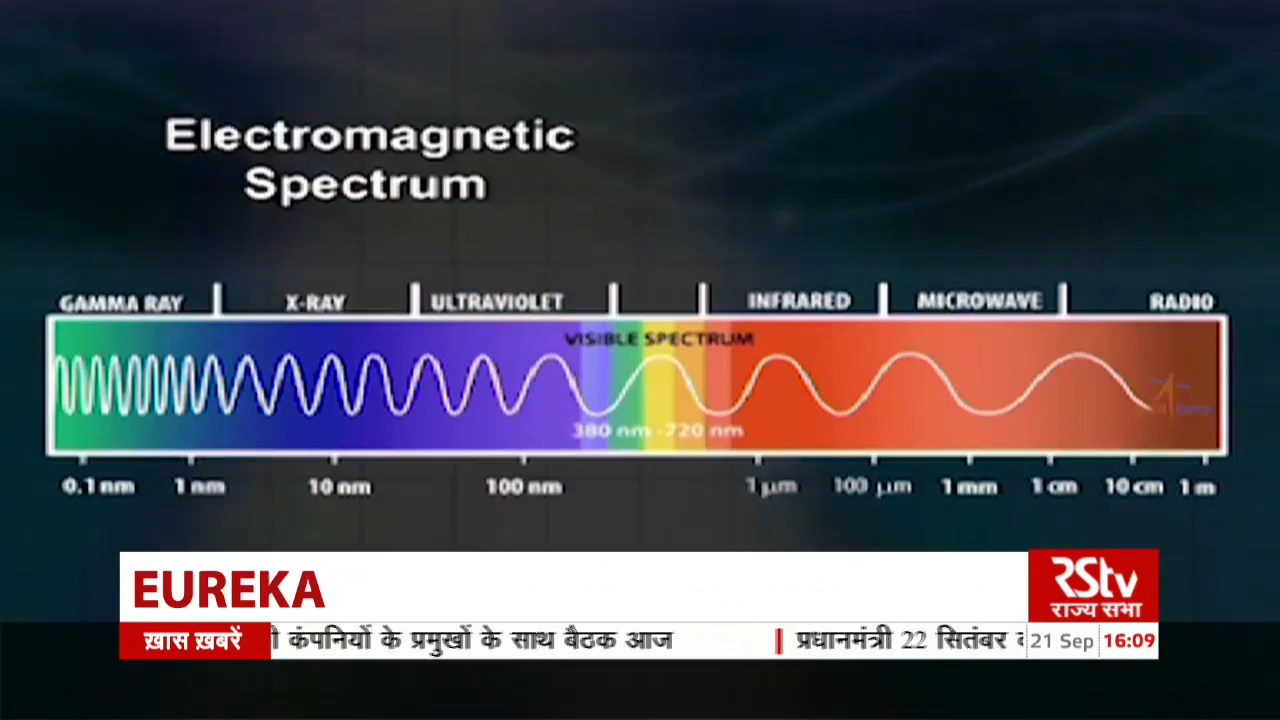 Electromagnetic
Spectrum
GAMMA RAY X-RAY ULTRAVIOLET INFRARED MICROWAVE RADIO
VISIBLE SPECTRUM
380 nm -720 nm
0.1 nm 1 nm 10 nm 100 nm 1 μm 100 μm 1 mm 1 cm 10 cm 1 m
EUREKA
RStv
राज्य सभा
ख़ास ख़बरें ी कंपनियों के प्रमुखों के साथ बैठक आज | प्रधानमंत्री 22 सितंबर 21 Sep 16:09